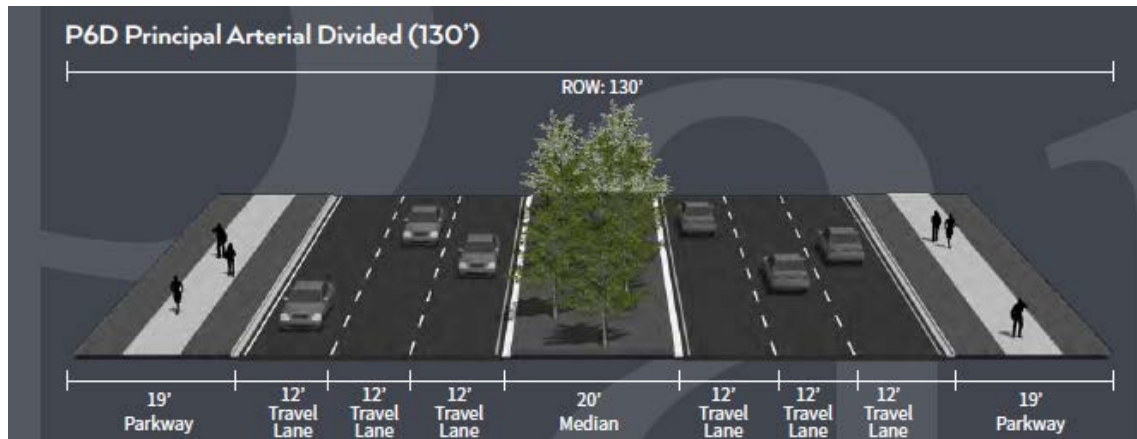 P6D Principal Arterial Divided (130')
ROW: 130'
19'
Parkway
12'
Travel
Lane
12'
Travel
Lane
12'
Travel
Lane
20'
Median
12'
Travel
Lane
12'
Travel
Lane
12'
Travel
Lane
19'
Parkway